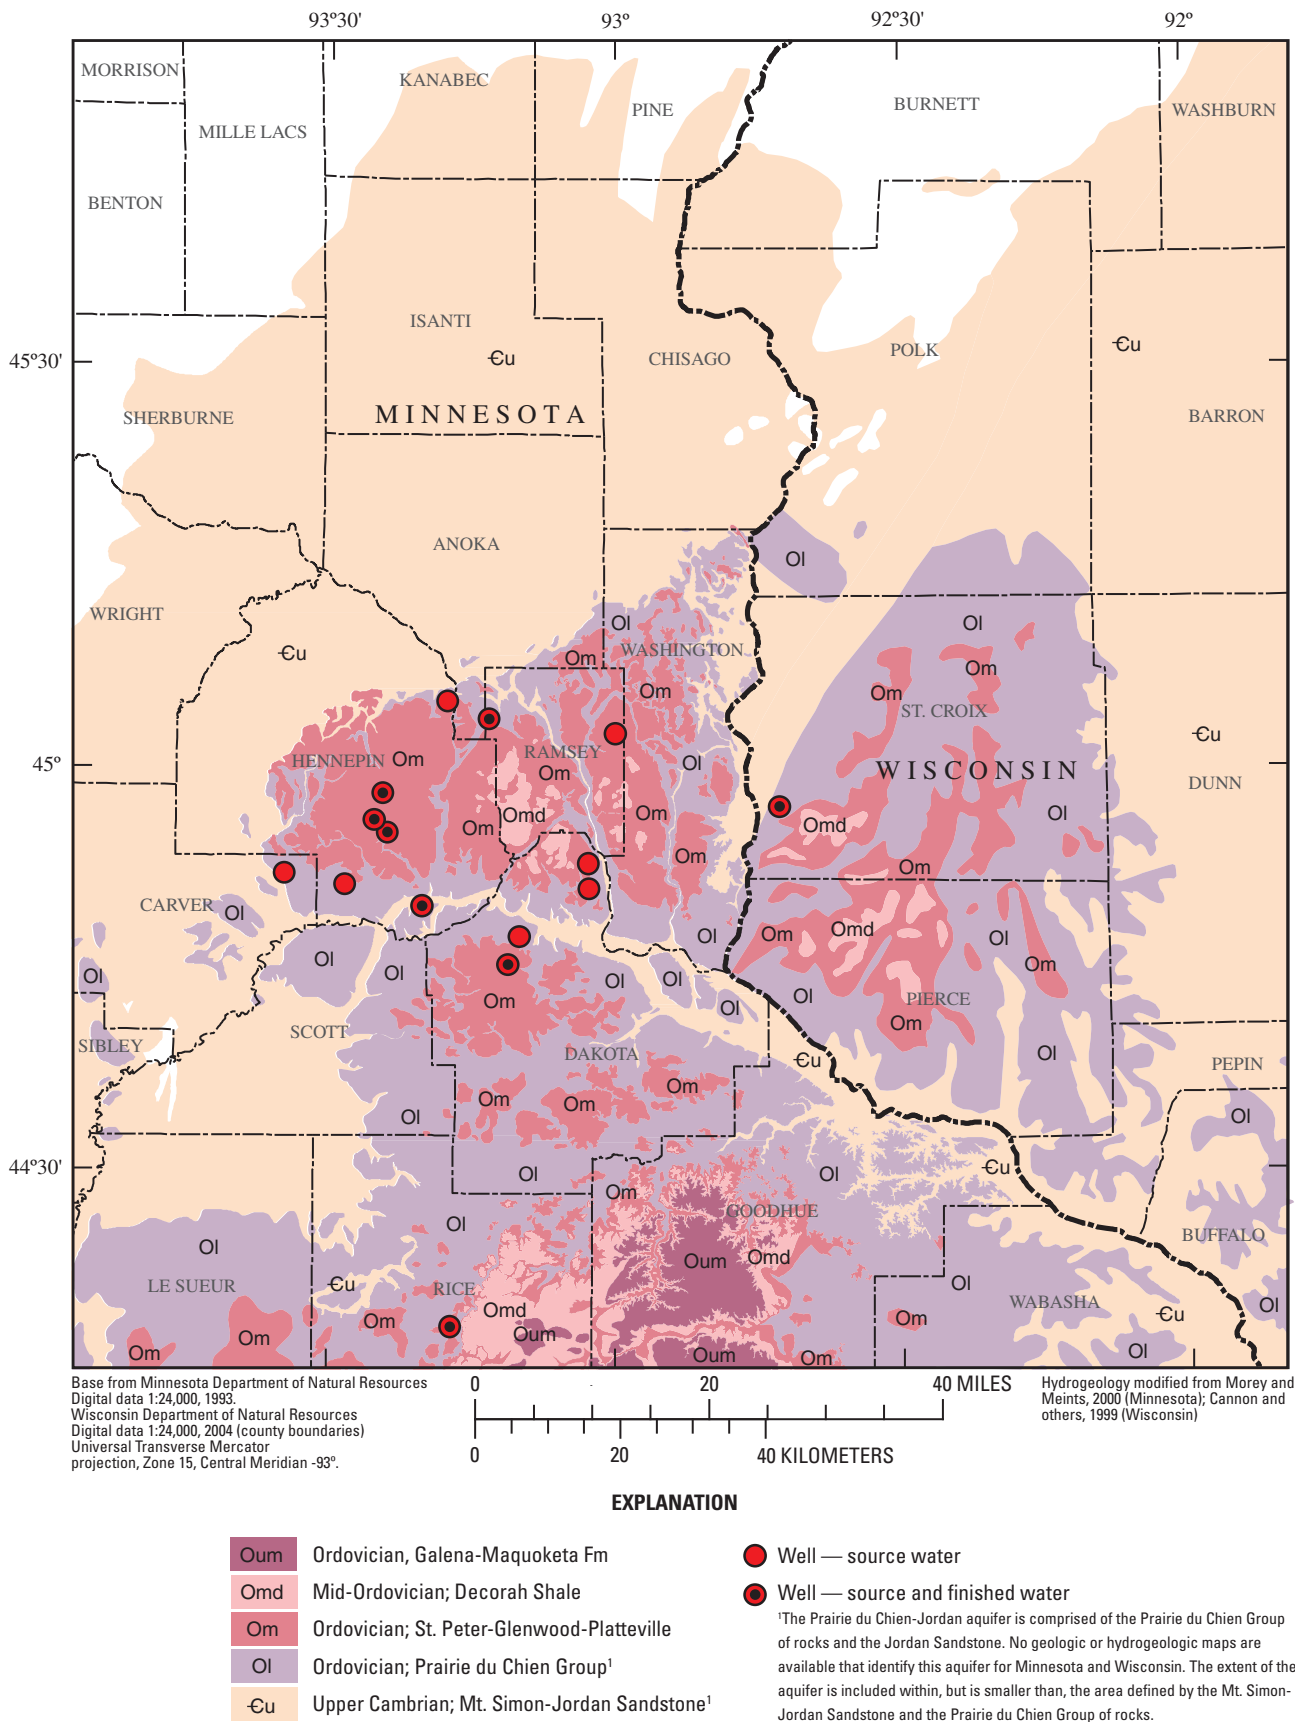 93°30' 93° 92°30' 92°
MORRISON
KANABEC
PINE
BURNETT
WASHBURN
MILLE LACS
BENTON
ISANTI
Ꞓu
CHISAGO
POLK
Ꞓu
45°30'
SHERBURNE
MINNESOTA
BARRON
ANOKA
Ol
WRIGHT
Ol
Ol
Ꞓu
WASHINGTON
Om
Om
Om
Om
ST. CROIX
HENNEPIN
Om
RAMSEY
Om
Ol
Ꞓu
45°
WISCONSIN
DUNN
Omd
Om
Om
Omd
Ol
Om
Om
CARVER
Ol
Ol
Om
Omd
Ol
Ol
Ol
Ol
Om
Ol
Ol
Om
Ol
Ol
PIERCE
Om
SCOTT
SIBLEY
DAKOTA
Ꞓu
Ol
PEPIN
Om
Om
Om
Ol
Ol
44°30'
Ol
Om
Ol
Ꞓu
GOODHUE
Ol
Ol
Oum
Omd
BUFFALO
LE SUEUR
Ꞓu
RICE
Ol
WABASHA
Ol
Omd
Om
Om
Oum
Om
Ꞓu
Om
Oum
Om
Ol
Base from Minnesota Department of Natural Resources
Digital data 1:24,000, 1993.
Wisconsin Department of Natural Resources
Digital data 1:24,000, 2004 (county boundaries)
Universal Transverse Mercator
projection, Zone 15, Central Meridian -93°.
0 20 40 MILES
0 20 40 KILOMETERS
Hydrogeology modified from Morey and
Meints, 2000 (Minnesota); Cannon and
others, 1999 (Wisconsin)
EXPLANATION
Oum Ordovician, Galena-Maquoketa Fm
Omd Mid-Ordovician; Decorah Shale
Om Ordovician; St. Peter-Glenwood-Platteville
Ol Ordovician; Prairie du Chien Group¹
Ꞓu Upper Cambrian; Mt. Simon-Jordan Sandstone¹
Well — source water
Well — source and finished water
¹The Prairie du Chien-Jordan aquifer is comprised of the Prairie du Chien Group
of rocks and the Jordan Sandstone. No geologic or hydrogeologic maps are
available that identify this aquifer for Minnesota and Wisconsin. The extent of the
aquifer is included within, but is smaller than, the area defined by the Mt. Simon-
Jordan Sandstone and the Prairie du Chien Group of rocks.